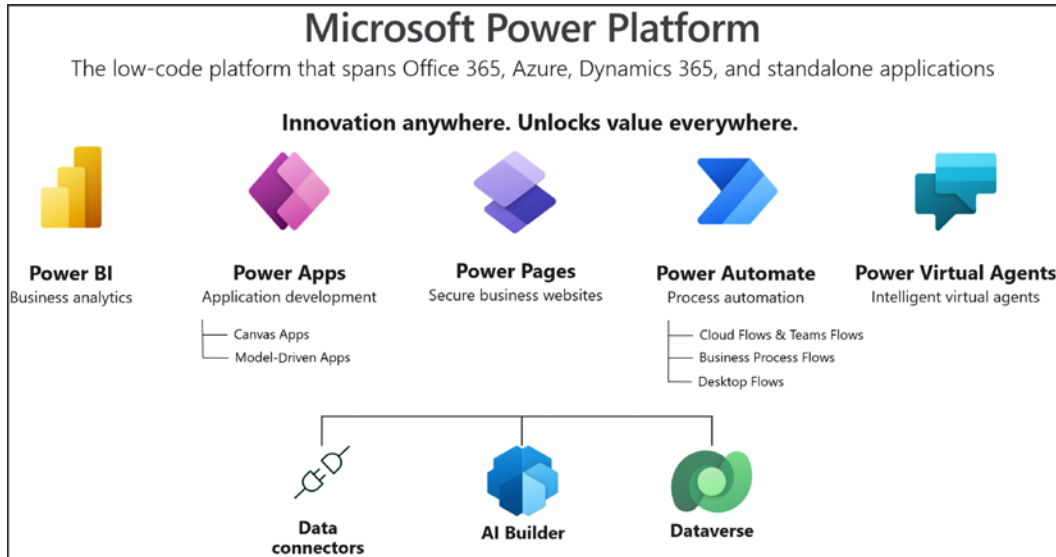 Microsoft Power Platform
The low-code platform that spans Office 365, Azure, Dynamics 365, and standalone applications
Innovation anywhere. Unlocks value everywhere.
Power BI
Business analytics
Power Apps
Application development
Canvas Apps
Model-Driven Apps
Power Pages
Secure business websites
Power Automate
Process automation
Cloud Flows & Teams Flows
Business Process Flows
Desktop Flows
Power Virtual Agents
Intelligent virtual agents
Data
connectors
AI Builder
Dataverse